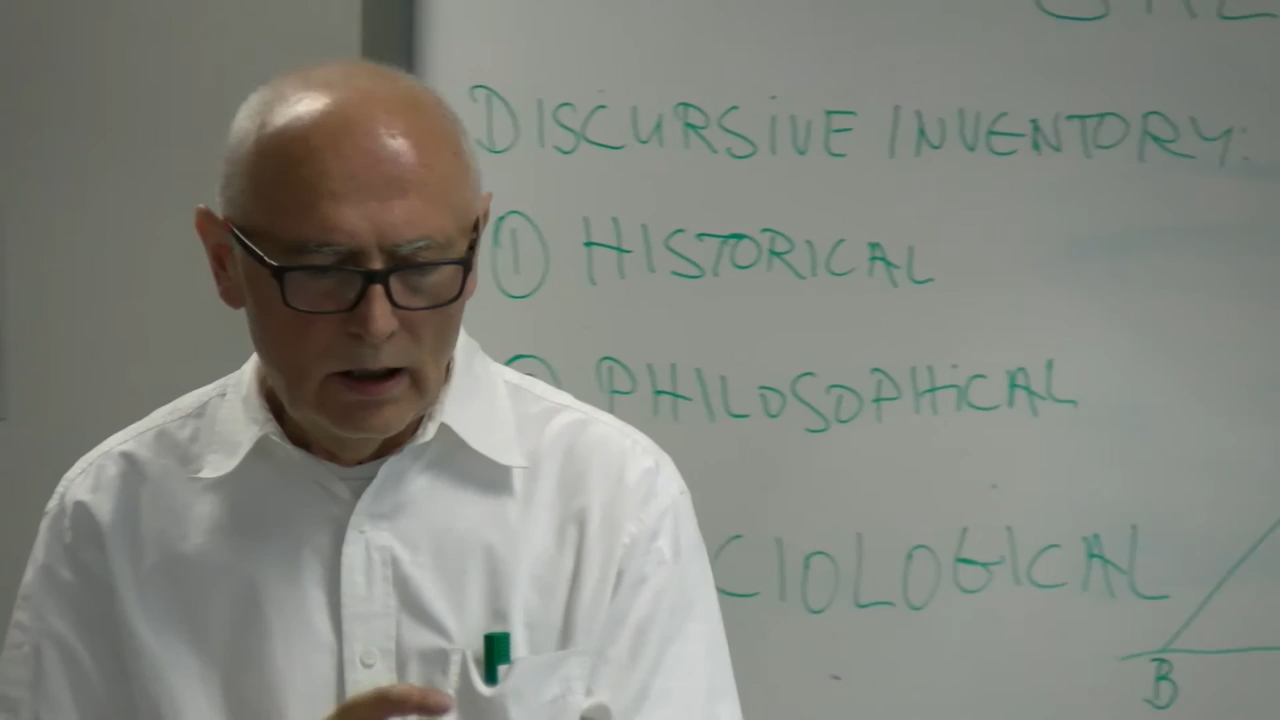 DISCURSIVE INVENTORY:
① HISTORICAL
PHILOSOPHICAL
CIOLOGICAL
B